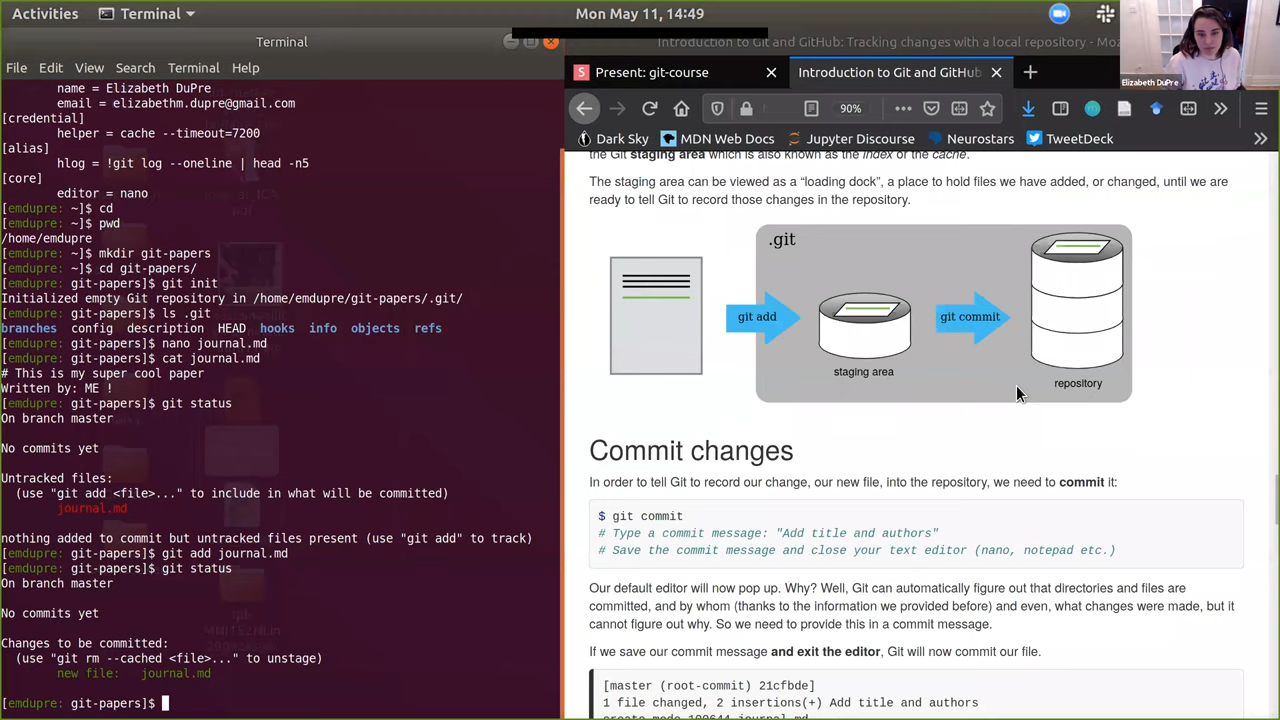 Activities
Terminal
Mon May 11, 14:49
Terminal
File Edit View Search Terminal Help
name = Elizabeth DuPre
email = elizabethm.dupre@gmail.com
[credential]
helper = cache --timeout=7200
[alias]
hlog = !git log --oneline | head -n5
[core]
editor = nano
[emdupre: ~]$ cd
[emdupre: ~]$ pwd
/home/emdupre
[emdupre: ~]$ mkdir git-papers
[emdupre: ~]$ cd git-papers/
[emdupre: git-papers]$ git init
Initialized empty Git repository in /home/emdupre/git-papers/.git/
[emdupre: git-papers]$ ls .git
branches config description HEAD hooks info objects refs
[emdupre: git-papers]$ nano journal.md
[emdupre: git-papers]$ cat journal.md
# This is my super cool paper
Written by: ME !
[emdupre: git-papers]$ git status
On branch master
No commits yet
Untracked files:
(use "git add <file>..." to include in what will be committed)
journal.md
nothing added to commit but untracked files present (use "git add" to track)
[emdupre: git-papers]$ git add journal.md
[emdupre: git-papers]$ git status
On branch master
No commits yet
Changes to be committed:
(use "git rm --cached <file>..." to unstage)
new file: journal.md
[emdupre: git-papers]$
Introduction to Git and GitHub: Tracking changes with a local repository - Moz
Elizabeth DuPre
Present: git-course
Introduction to Git and GitHub
90%
Dark Sky MDN Web Docs Jupyter Discourse Neurostars TweetDeck
the Git staging area which is also known as the index or the cache.
The staging area can be viewed as a “loading dock”, a place to hold files we have added, or changed, until we are
ready to tell Git to record those changes in the repository.
.git
git add
git commit
staging area
repository
Commit changes
In order to tell Git to record our change, our new file, into the repository, we need to commit it:
$ git commit
# Type a commit message: "Add title and authors"
# Save the commit message and close your text editor (nano, notepad etc.)
Our default editor will now pop up. Why? Well, Git can automatically figure out that directories and files are
committed, and by whom (thanks to the information we provided before) and even, what changes were made, but it
cannot figure out why. So we need to provide this in a commit message.
If we save our commit message and exit the editor, Git will now commit our file.
[master (root-commit) 21cfbde]
1 file changed, 2 insertions(+) Add title and authors
create mode 100644 journal.md